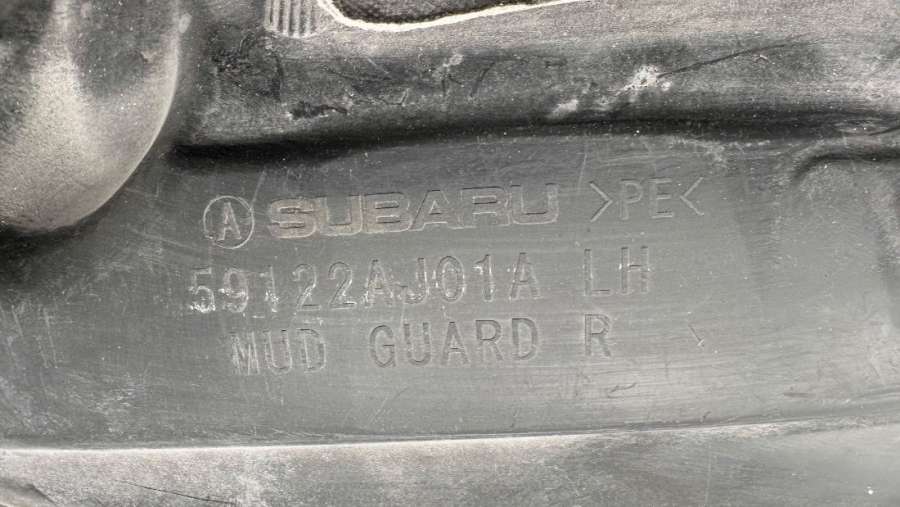 A SUBARU >PE<
59122AJ01A LH
MUD GUARD R